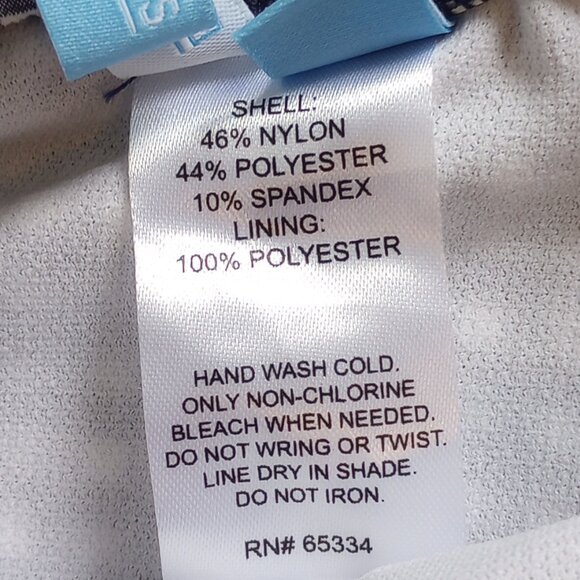 SHELL:
46% NYLON
44% POLYESTER
10% SPANDEX
LINING:
100% POLYESTER
HAND WASH COLD.
ONLY NON-CHLORINE
BLEACH WHEN NEEDED.
DO NOT WRING OR TWIST.
LINE DRY IN SHADE.
DO NOT IRON.
RN# 65334